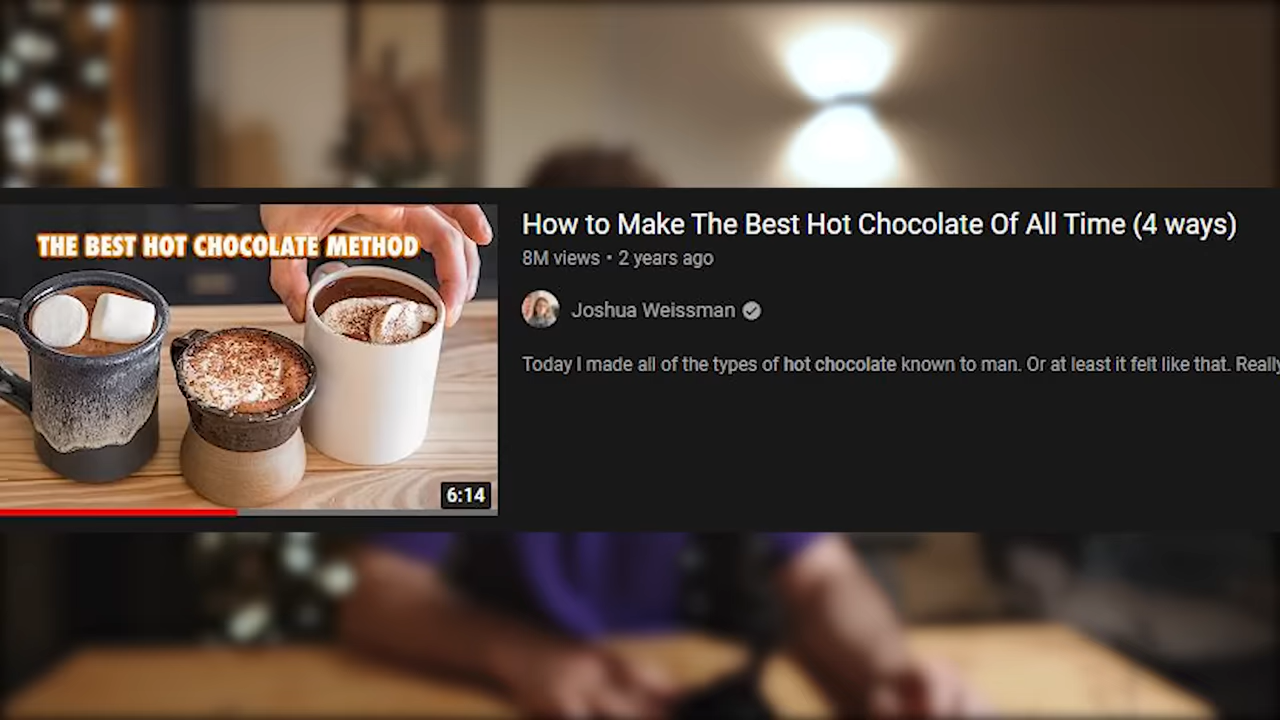 THE BEST HOT CHOCOLATE METHOD
6:14
How to Make The Best Hot Chocolate Of All Time (4 ways)
8M views • 2 years ago
Joshua Weissman
Today I made all of the types of hot chocolate known to man. Or at least it felt like that. Really